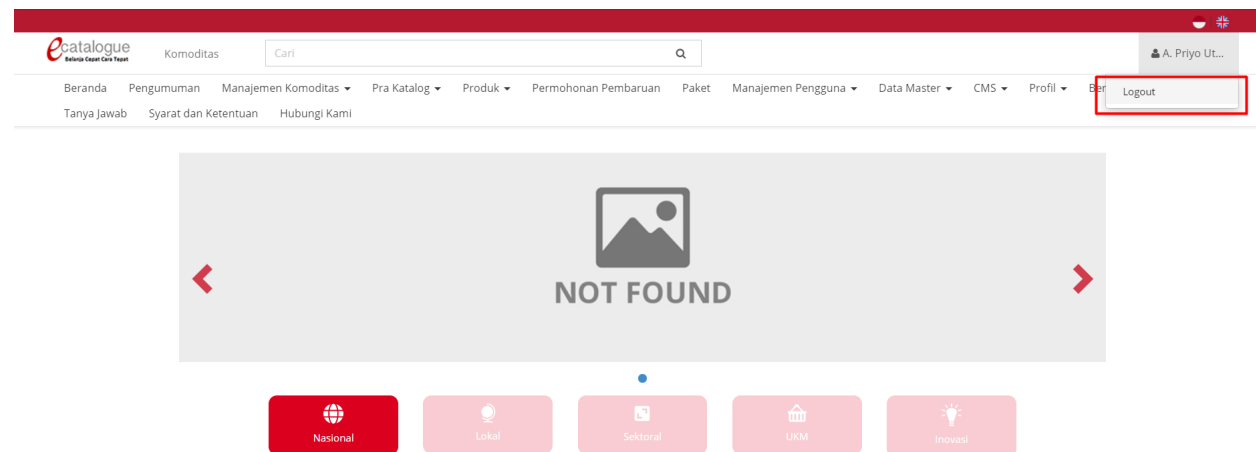 ecatalogue
Belanja Cepat Cara Tepat
Komoditas
Cari
A. Priyo Ut...
Beranda Pengumuman Manajemen Komoditas Pra Katalog Produk Permohonan Pembaruan Paket Manajemen Pengguna Data Master CMS Profil Ber
Logout
Tanya Jawab Syarat dan Ketentuan Hubungi Kami
NOT FOUND
Nasional Lokal Sektoral UKM Inovasi